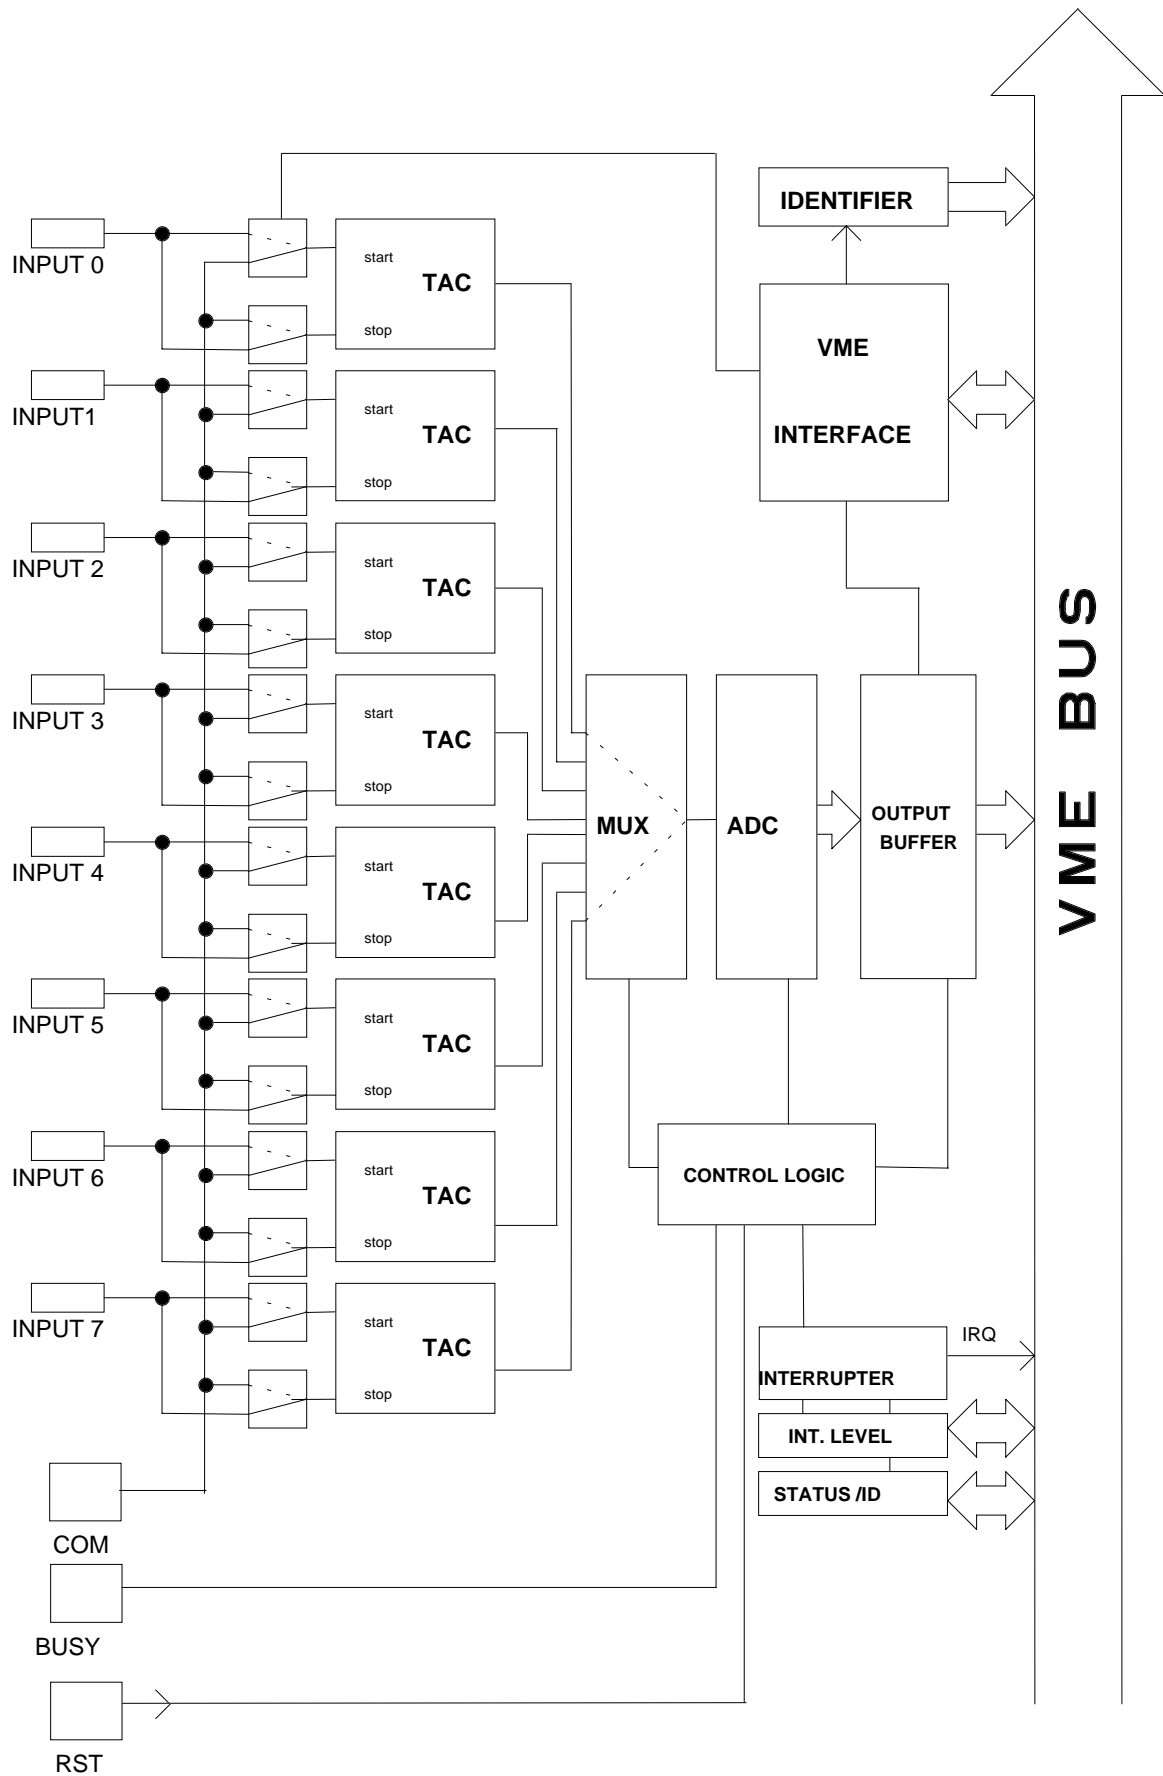 IDENTIFIER
INPUT 0
start
TAC
stop
VME
INTERFACE
INPUT1
start
TAC
stop
INPUT 2
start
TAC
stop
INPUT 3
start
TAC
stop
MUX
ADC
OUTPUT
BUFFER
VME BUS
INPUT 4
start
TAC
stop
INPUT 5
start
TAC
stop
INPUT 6
start
TAC
stop
CONTROL LOGIC
INPUT 7
start
TAC
stop
IRQ
INTERRUPTER
INT. LEVEL
STATUS /ID
COM
BUSY
RST